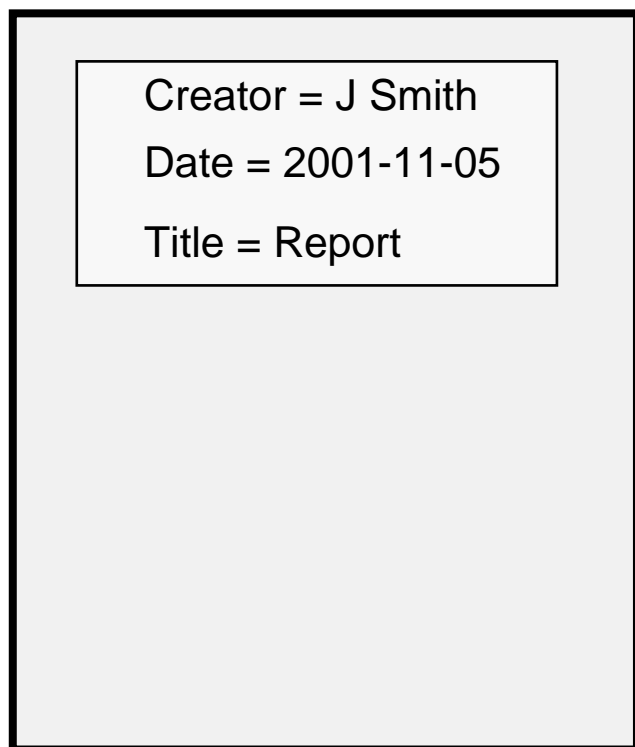 Creator = J Smith
Date = 2001-11-05
Title = Report